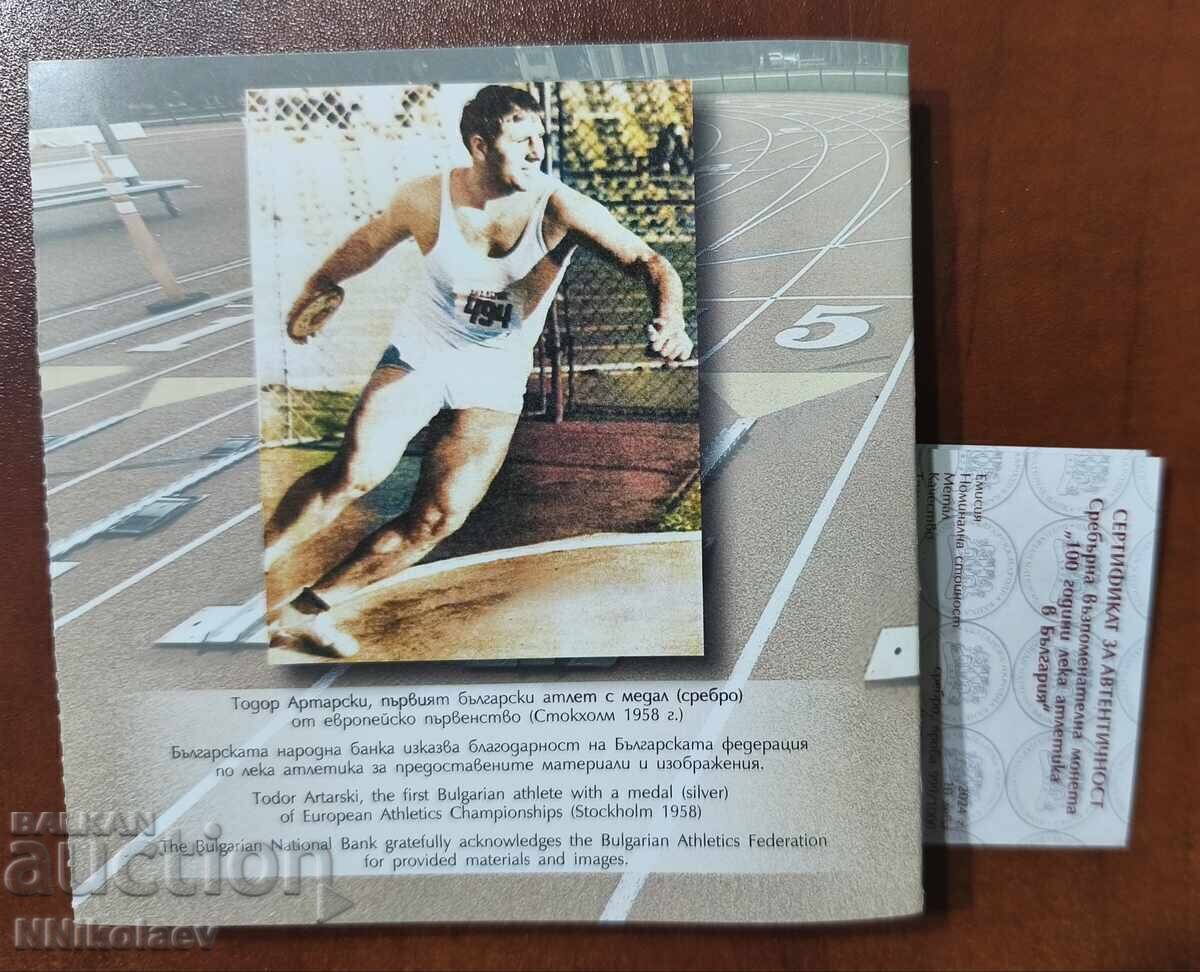 494
5
Тодор Артарски, първият български атлет с медал (сребро)
от европейско първенство (Стокхолм 1958 г.)
Българската народна банка изказва благодарност на Българската федерация
по лека атлетика за предоставените материали и изображения.
Todor Artarski, the first Bulgarian athlete with a medal (silver)
of European Athletics Championships (Stockholm 1958)
The Bulgarian National Bank gratefully acknowledges the Bulgarian Athletics Federation
for provided materials and images.
СЕРТИФИКАТ ЗА АВТЕНТИЧНОСТ
Сребърна възпоменателна монета
„100 години лека атлетика
в България“
Емисия 2024 г.
Номинална стойност
Метал сребро, проба
Качество
BALKAN
auction
NNikolaev